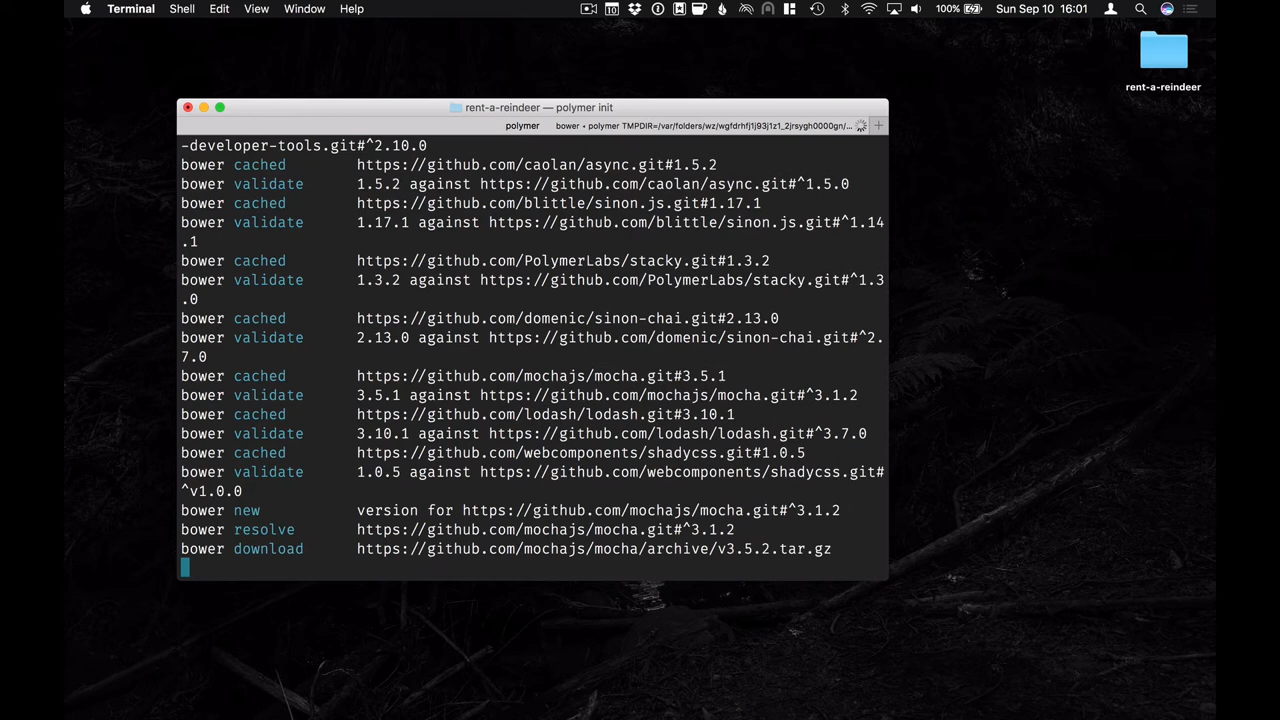 Terminal Shell Edit View Window Help
10 100% Sun Sep 10 16:01
rent-a-reindeer
rent-a-reindeer — polymer init
polymer bower ◂ polymer TMPDIR=/var/folders/wz/wgfdrhfj1j93j1z1_2jrsygh0000gn/...
-developer-tools.git#^2.10.0
bower cached https://github.com/caolan/async.git#1.5.2
bower validate 1.5.2 against https://github.com/caolan/async.git#^1.5.0
bower cached https://github.com/blittle/sinon.js.git#1.17.1
bower validate 1.17.1 against https://github.com/blittle/sinon.js.git#^1.14
.1
bower cached https://github.com/PolymerLabs/stacky.git#1.3.2
bower validate 1.3.2 against https://github.com/PolymerLabs/stacky.git#^1.3
.0
bower cached https://github.com/domenic/sinon-chai.git#2.13.0
bower validate 2.13.0 against https://github.com/domenic/sinon-chai.git#^2.
7.0
bower cached https://github.com/mochajs/mocha.git#3.5.1
bower validate 3.5.1 against https://github.com/mochajs/mocha.git#^3.1.2
bower cached https://github.com/lodash/lodash.git#3.10.1
bower validate 3.10.1 against https://github.com/lodash/lodash.git#^3.7.0
bower cached https://github.com/webcomponents/shadycss.git#1.0.5
bower validate 1.0.5 against https://github.com/webcomponents/shadycss.git#
^v1.0.0
bower new version for https://github.com/mochajs/mocha.git#^3.1.2
bower resolve https://github.com/mochajs/mocha.git#^3.1.2
bower download https://github.com/mochajs/mocha/archive/v3.5.2.tar.gz